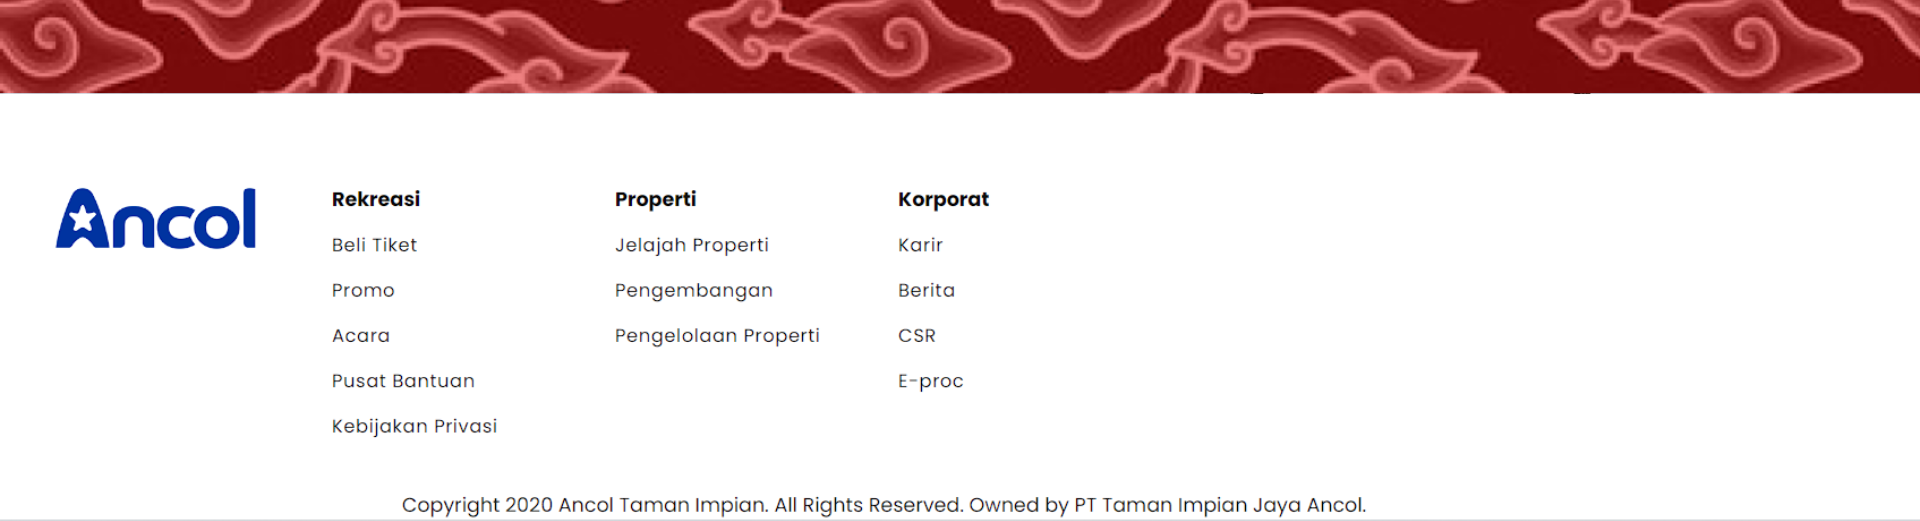 Ancol
Rekreasi
Beli Tiket
Promo
Acara
Pusat Bantuan
Kebijakan Privasi
Properti
Jelajah Properti
Pengembangan
Pengelolaan Properti
Korporat
Karir
Berita
CSR
E-proc
Copyright 2020 Ancol Taman Impian. All Rights Reserved. Owned by PT Taman Impian Jaya Ancol.